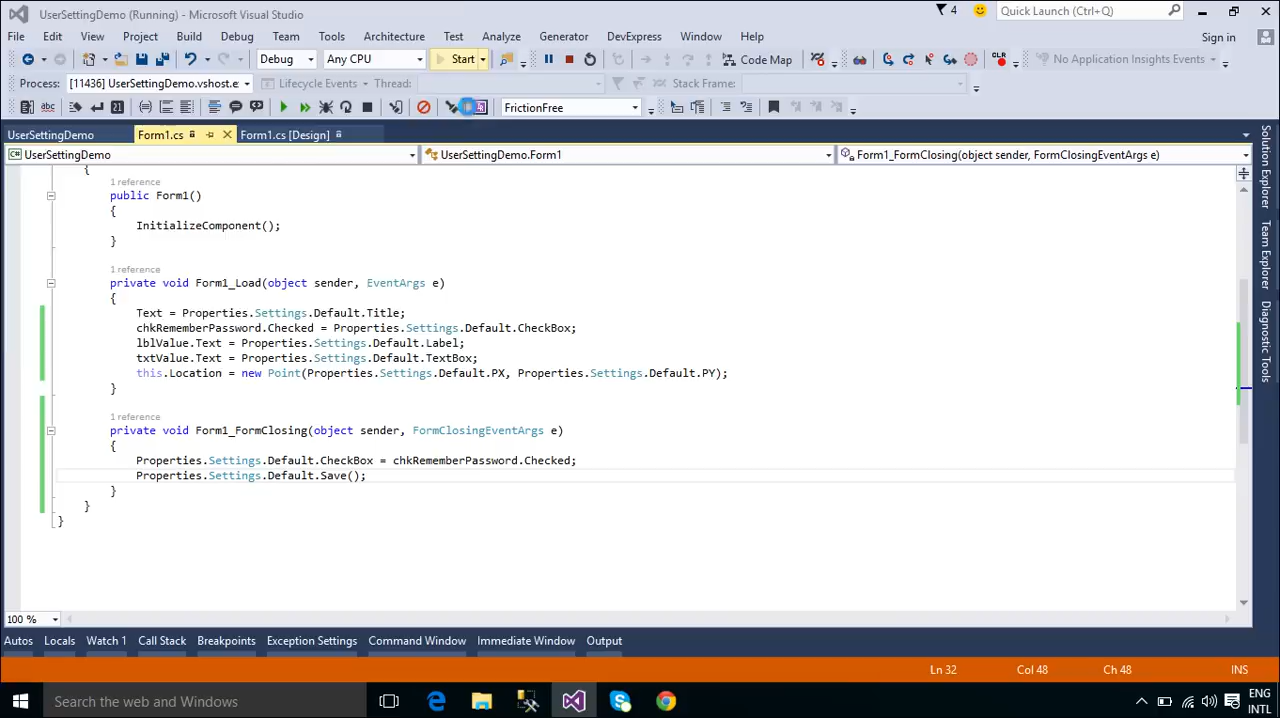 UserSettingDemo (Running) - Microsoft Visual Studio
4
Quick Launch (Ctrl+Q)
File Edit View Project Build Debug Team Tools Architecture Test Analyze Generator DevExpress Window Help
Sign in
Debug Any CPU Start Code Map No Application Insights Events
Process: [11436] UserSettingDemo.vshost.e Lifecycle Events Thread: Stack Frame:
abc 21 FrictionFree
UserSettingDemo Form1.cs Form1.cs [Design]
UserSettingDemo UserSettingDemo.Form1 Form1_FormClosing(object sender, FormClosingEventArgs e)
{
1 reference
public Form1()
{
InitializeComponent();
}
1 reference
private void Form1_Load(object sender, EventArgs e)
{
Text = Properties.Settings.Default.Title;
chkRememberPassword.Checked = Properties.Settings.Default.CheckBox;
lblValue.Text = Properties.Settings.Default.Label;
txtValue.Text = Properties.Settings.Default.TextBox;
this.Location = new Point(Properties.Settings.Default.PX, Properties.Settings.Default.PY);
}
1 reference
private void Form1_FormClosing(object sender, FormClosingEventArgs e)
{
Properties.Settings.Default.CheckBox = chkRememberPassword.Checked;
Properties.Settings.Default.Save();
}
}
}
Solution Explorer
Team Explorer
Diagnostic Tools
100 %
Autos Locals Watch 1 Call Stack Breakpoints Exception Settings Command Window Immediate Window Output
Ln 32 Col 48 Ch 48 INS
Search the web and Windows
ENG
INTL